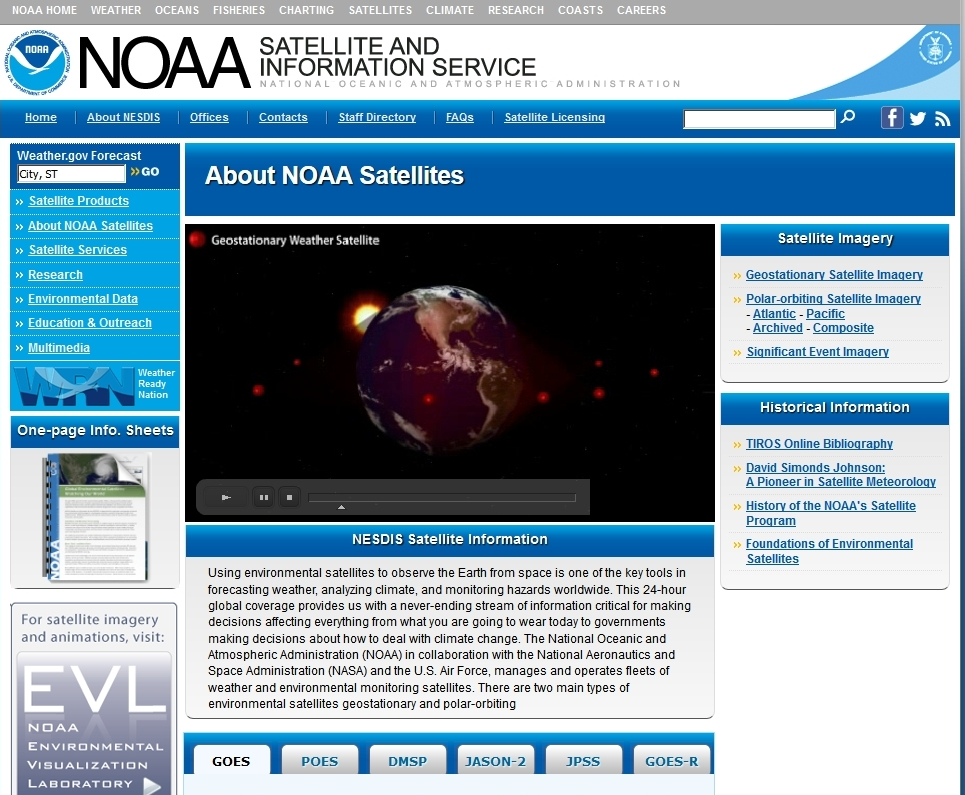 NOAA HOME WEATHER OCEANS FISHERIES CHARTING SATELLITES CLIMATE RESEARCH COASTS CAREERS
NOAA
NOAA
SATELLITE AND
INFORMATION SERVICE
NATIONAL OCEANIC AND ATMOSPHERIC ADMINISTRATION
Home About NESDIS Offices Contacts Staff Directory FAQs Satellite Licensing
Weather.gov Forecast
City, ST »GO
» Satellite Products
» About NOAA Satellites
» Satellite Services
» Research
» Environmental Data
» Education & Outreach
» Multimedia
WRN
Weather
Ready
Nation
One-page Info. Sheets
NOAA
For satellite imagery
and animations, visit:
EVL
NOAA
ENVIRONMENTAL
VISUALIZATION
LABORATORY
About NOAA Satellites
Geostationary Weather Satellite
NESDIS Satellite Information
Using environmental satellites to observe the Earth from space is one of the key tools in
forecasting weather, analyzing climate, and monitoring hazards worldwide. This 24-hour
global coverage provides us with a never-ending stream of information critical for making
decisions affecting everything from what you are going to wear today to governments
making decisions about how to deal with climate change. The National Oceanic and
Atmospheric Administration (NOAA) in collaboration with the National Aeronautics and
Space Administration (NASA) and the U.S. Air Force, manages and operates fleets of
weather and environmental monitoring satellites. There are two main types of
environmental satellites geostationary and polar-orbiting
GOES POES DMSP JASON-2 JPSS GOES-R
Satellite Imagery
» Geostationary Satellite Imagery
» Polar-orbiting Satellite Imagery
- Atlantic - Pacific
- Archived - Composite
» Significant Event Imagery
Historical Information
» TIROS Online Bibliography
» David Simonds Johnson:
A Pioneer in Satellite Meteorology
» History of the NOAA's Satellite
Program
» Foundations of Environmental
Satellites